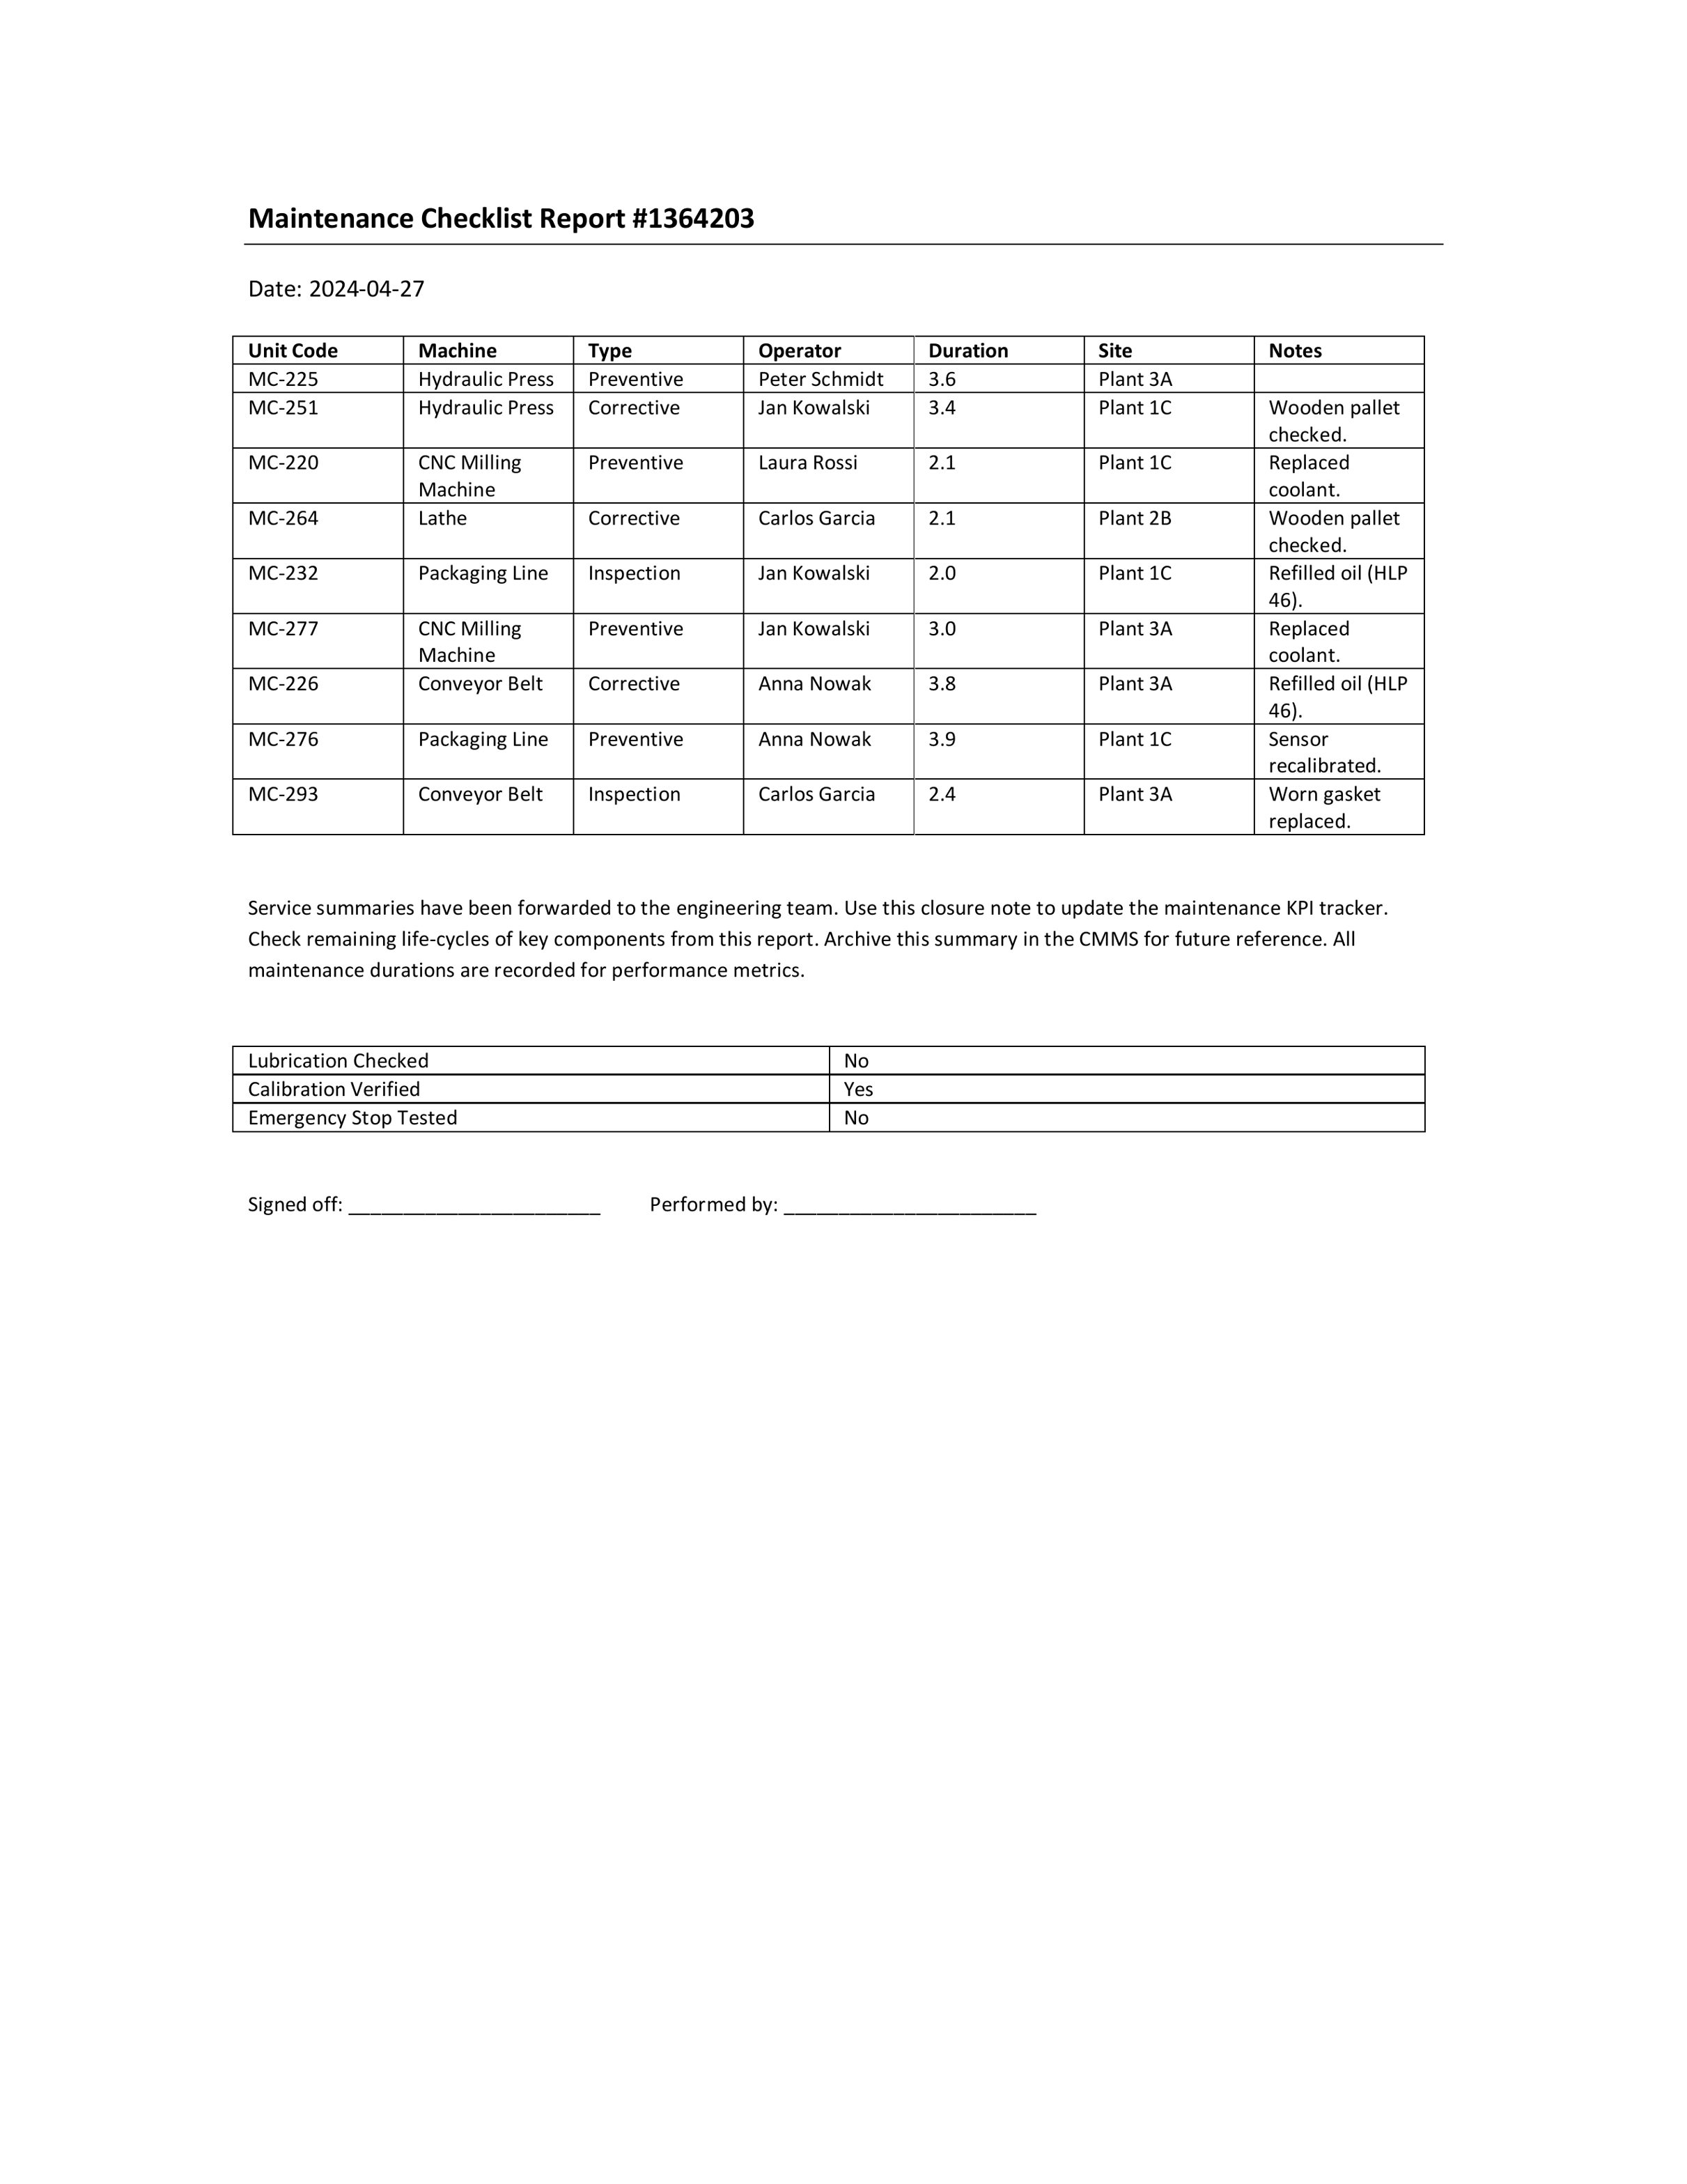 Maintenance Checklist Report #1364203
Date: 2024-04-27
Unit Code Machine Type Operator Duration Site Notes
MC-225 Hydraulic Press Preventive Peter Schmidt 3.6 Plant 3A
MC-251 Hydraulic Press Corrective Jan Kowalski 3.4 Plant 1C Wooden pallet
checked.
MC-220 CNC Milling Preventive Laura Rossi 2.1 Plant 1C Replaced
Machine coolant.
MC-264 Lathe Corrective Carlos Garcia 2.1 Plant 2B Wooden pallet
checked.
MC-232 Packaging Line Inspection Jan Kowalski 2.0 Plant 1C Refilled oil (HLP
46).
MC-277 CNC Milling Preventive Jan Kowalski 3.0 Plant 3A Replaced
Machine coolant.
MC-226 Conveyor Belt Corrective Anna Nowak 3.8 Plant 3A Refilled oil (HLP
46).
MC-276 Packaging Line Preventive Anna Nowak 3.9 Plant 1C Sensor
recalibrated.
MC-293 Conveyor Belt Inspection Carlos Garcia 2.4 Plant 3A Worn gasket
replaced.
Service summaries have been forwarded to the engineering team. Use this closure note to update the maintenance KPI tracker.
Check remaining life-cycles of key components from this report. Archive this summary in the CMMS for future reference. All
maintenance durations are recorded for performance metrics.
Lubrication Checked No
Calibration Verified Yes
Emergency Stop Tested No
Signed off: _______________________ Performed by: _______________________